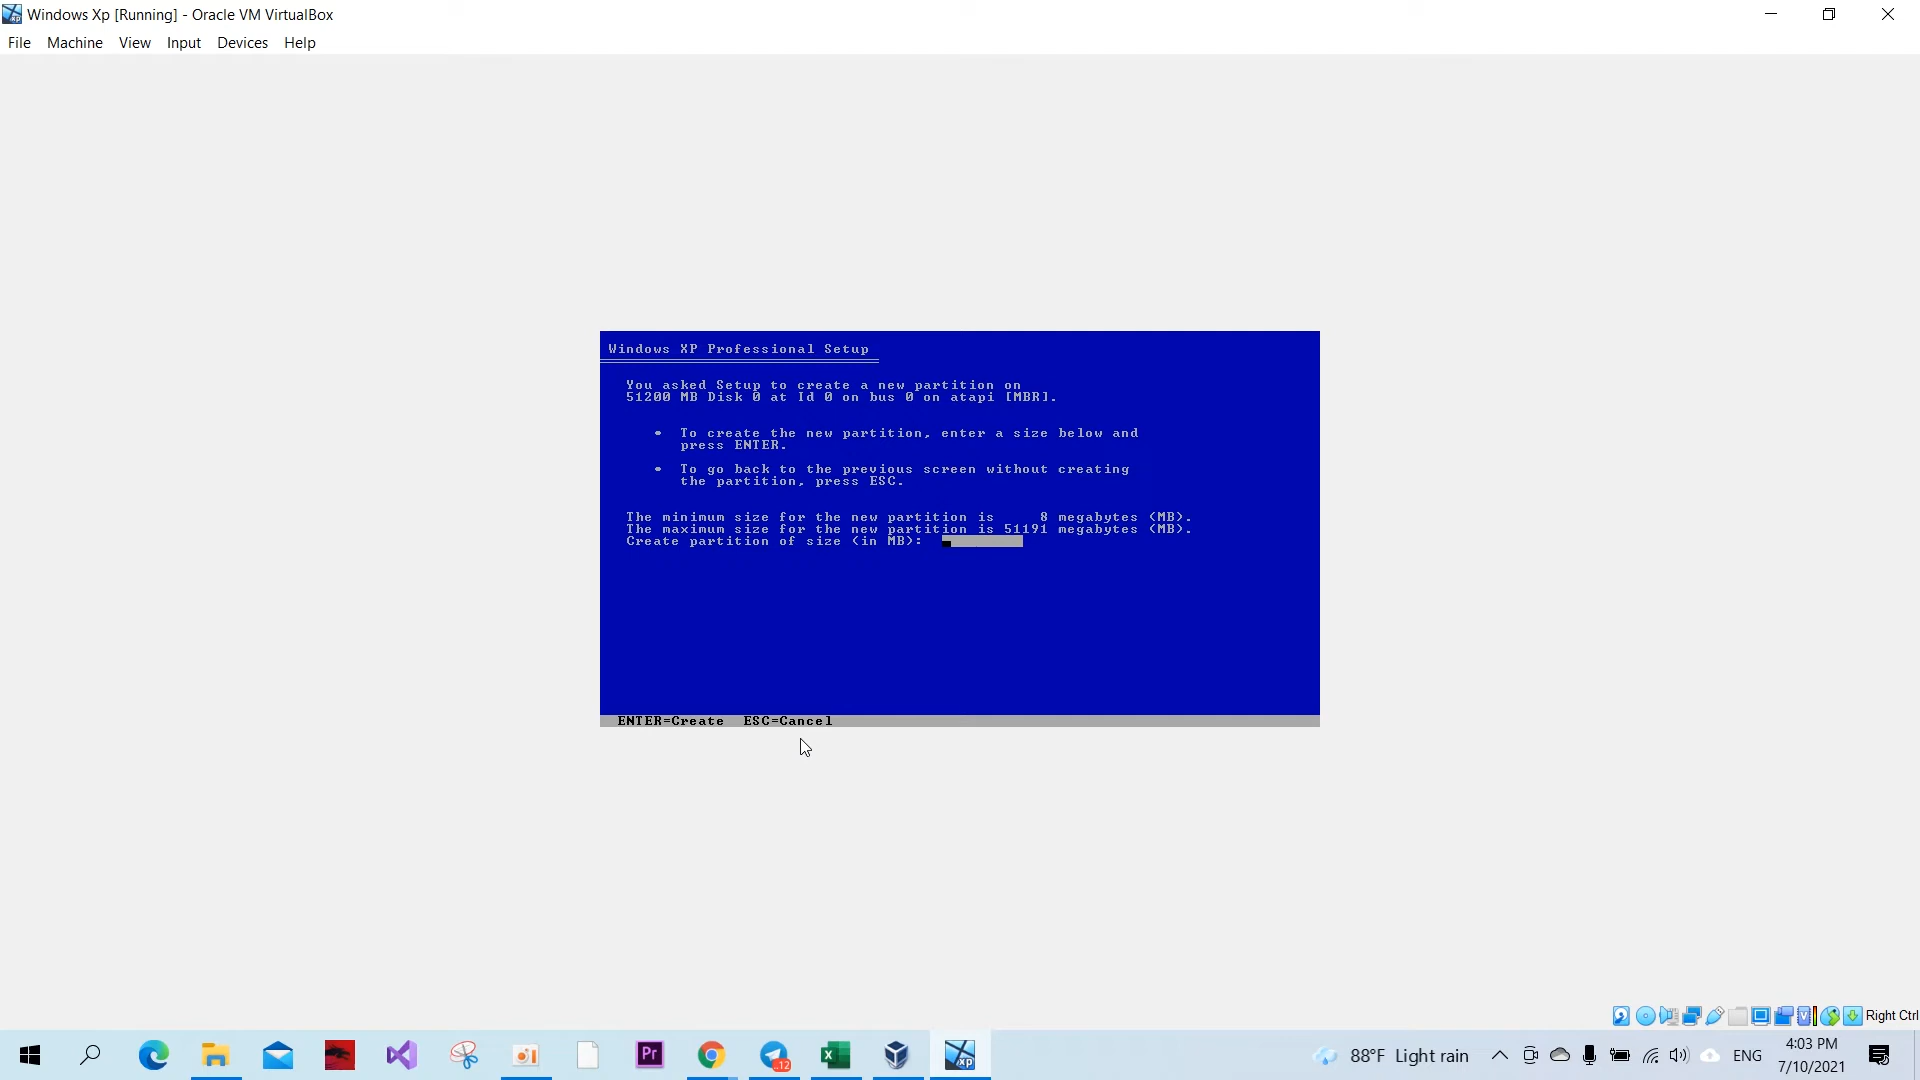 Windows Xp [Running] - Oracle VM VirtualBox
File Machine View Input Devices Help
Windows XP Professional Setup
You asked Setup to create a new partition on
51200 MB Disk 0 at Id 0 on bus 0 on atapi [MBR].
• To create the new partition, enter a size below and
press ENTER.
• To go back to the previous screen without creating
the partition, press ESC.
The minimum size for the new partition is 8 megabytes (MB).
The maximum size for the new partition is 51191 megabytes (MB).
Create partition of size (in MB):
ENTER=Create ESC=Cancel
Right Ctrl
Pr
12
xp
88°F Light rain
ENG
4:03 PM
7/10/2021